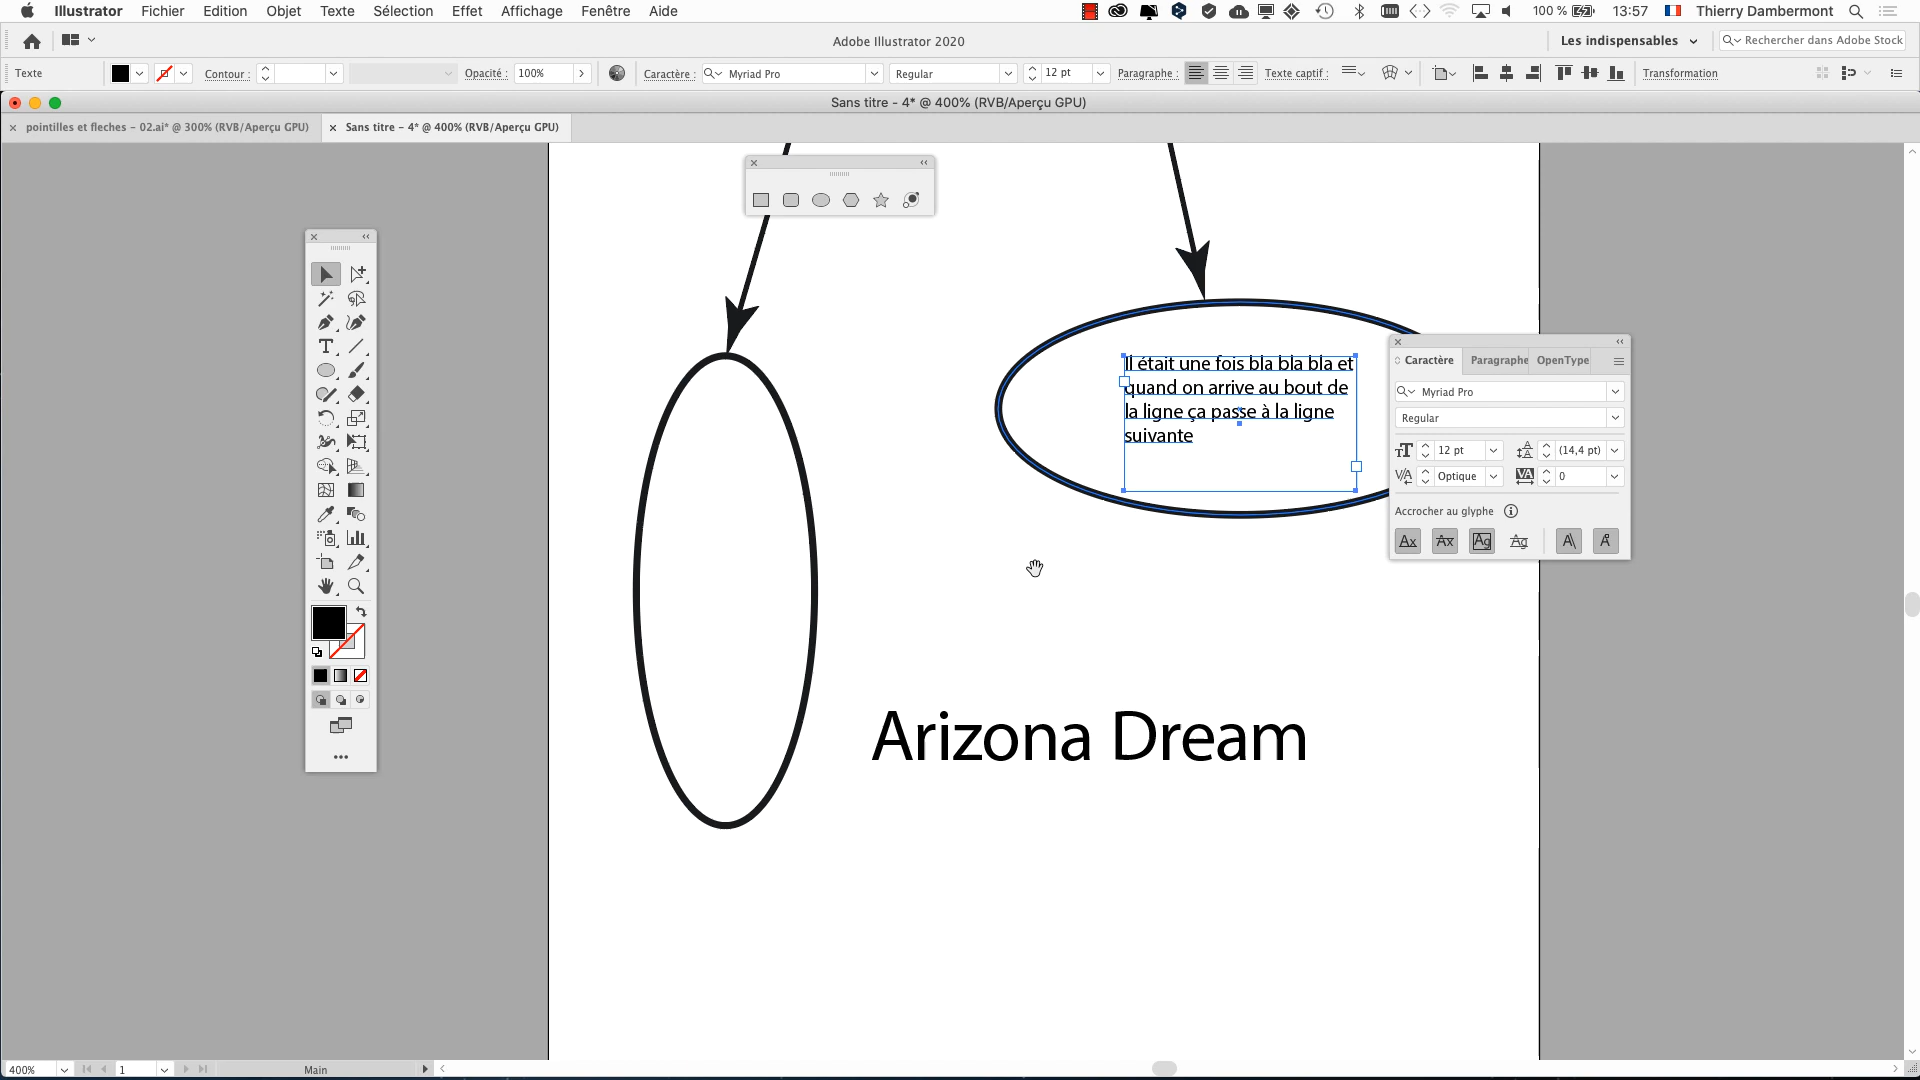 Illustrator Fichier Edition Objet Texte Sélection Effet Affichage Fenêtre Aide 100 % 13:57 Thierry Dambermont
Adobe Illustrator 2020 Les indispensables Rechercher dans Adobe Stock
Texte Contour : Opacité : 100% Caractère : Myriad Pro Regular 12 pt Paragraphe : Texte captif : Transformation
Sans titre - 4* @ 400% (RVB/Aperçu GPU)
pointilles et fleches - 02.ai* @ 300% (RVB/Aperçu GPU) Sans titre - 4* @ 400% (RVB/Aperçu GPU)
Il était une fois bla bla bla et
quand on arrive au bout de
la ligne ça passe à la ligne
suivante
Caractère Paragraphe OpenType
Myriad Pro
Regular
12 pt (14,4 pt)
Optique 0
Accrocher au glyphe
Arizona Dream
400% 1 Main